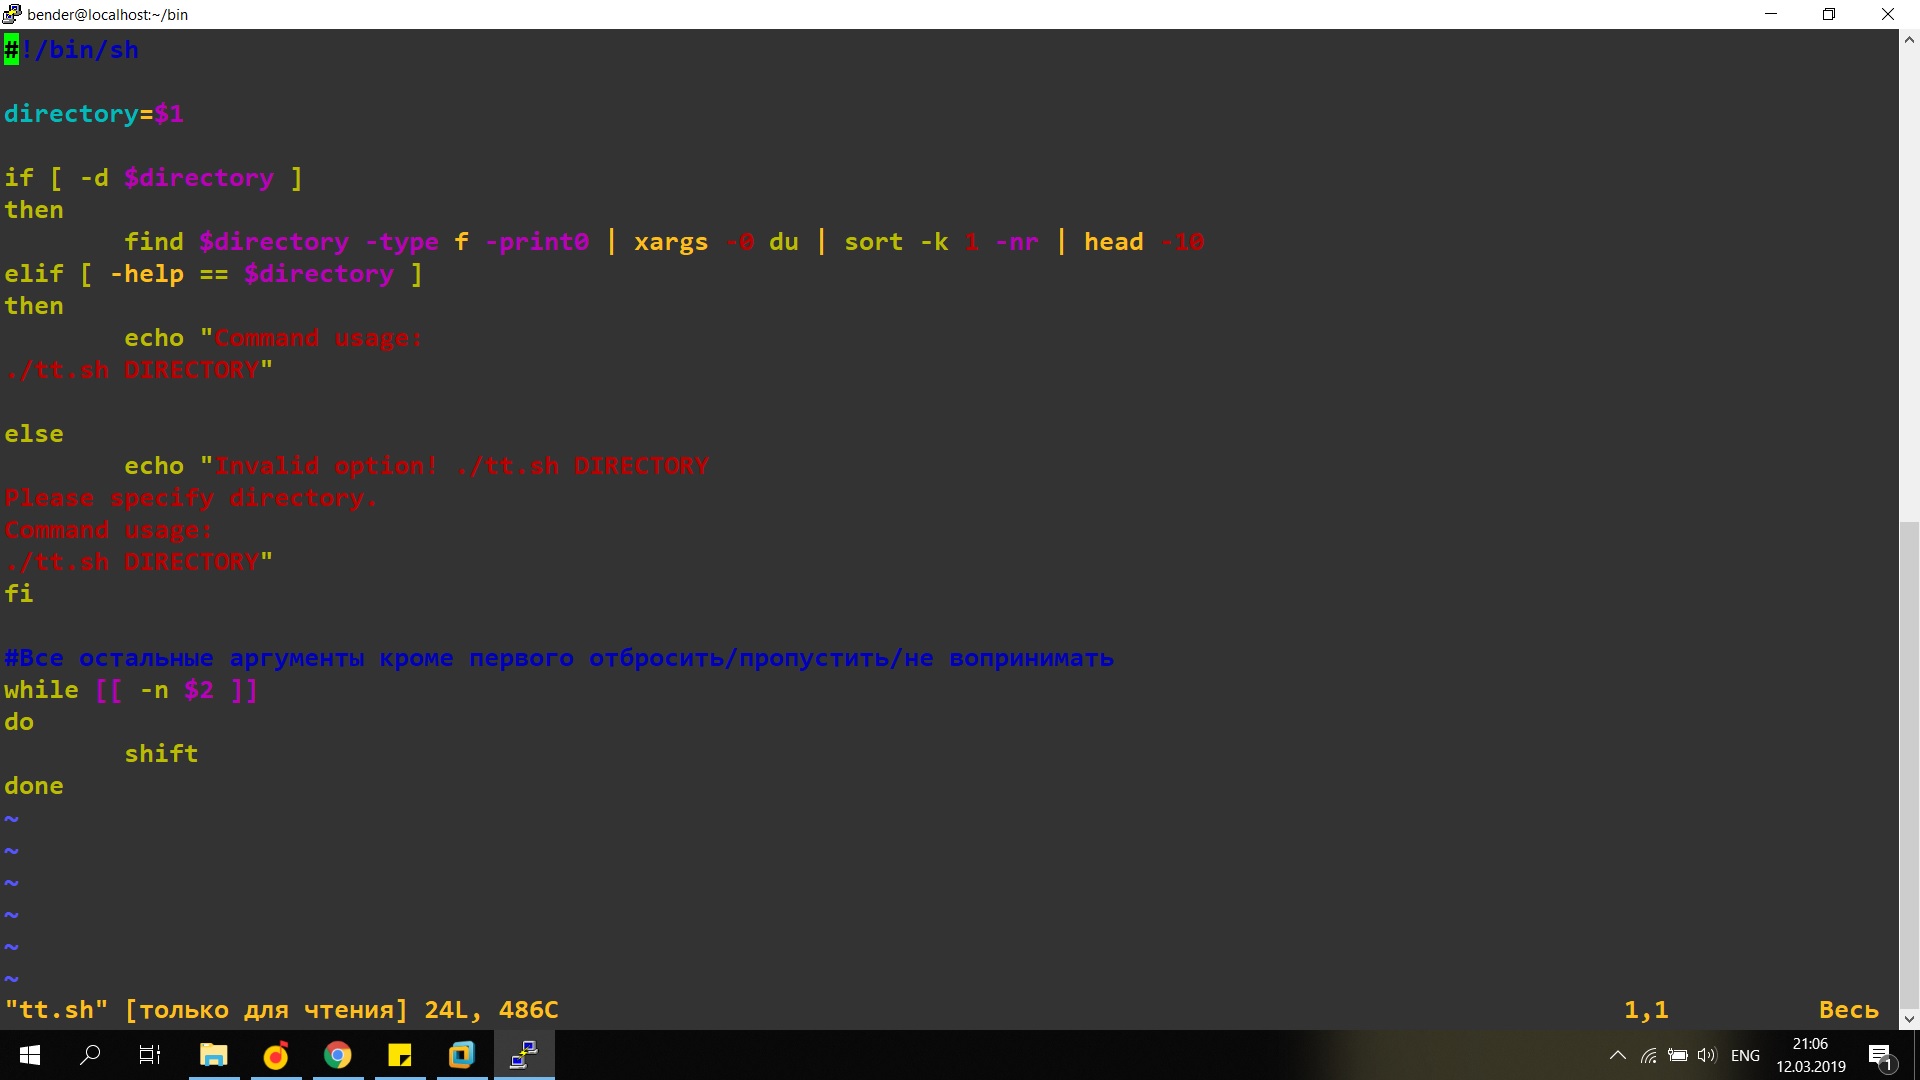 bender@localhost:~/bin
#!/bin/sh
directory=$1
if [ -d $directory ]
then
find $directory -type f -print0 | xargs -0 du | sort -k 1 -nr | head -10
elif [ -help == $directory ]
then
echo "Command usage:
./tt.sh DIRECTORY"
else
echo "Invalid option! ./tt.sh DIRECTORY
Please specify directory.
Command usage:
./tt.sh DIRECTORY"
fi
#Все остальные аргументы кроме первого отбросить/пропустить/не вопринимать
while [[ -n $2 ]]
do
shift
done
~
~
~
~
~
~
"tt.sh" [только для чтения] 24L, 486C 1,1 Весь
ENG
21:06
12.03.2019
1